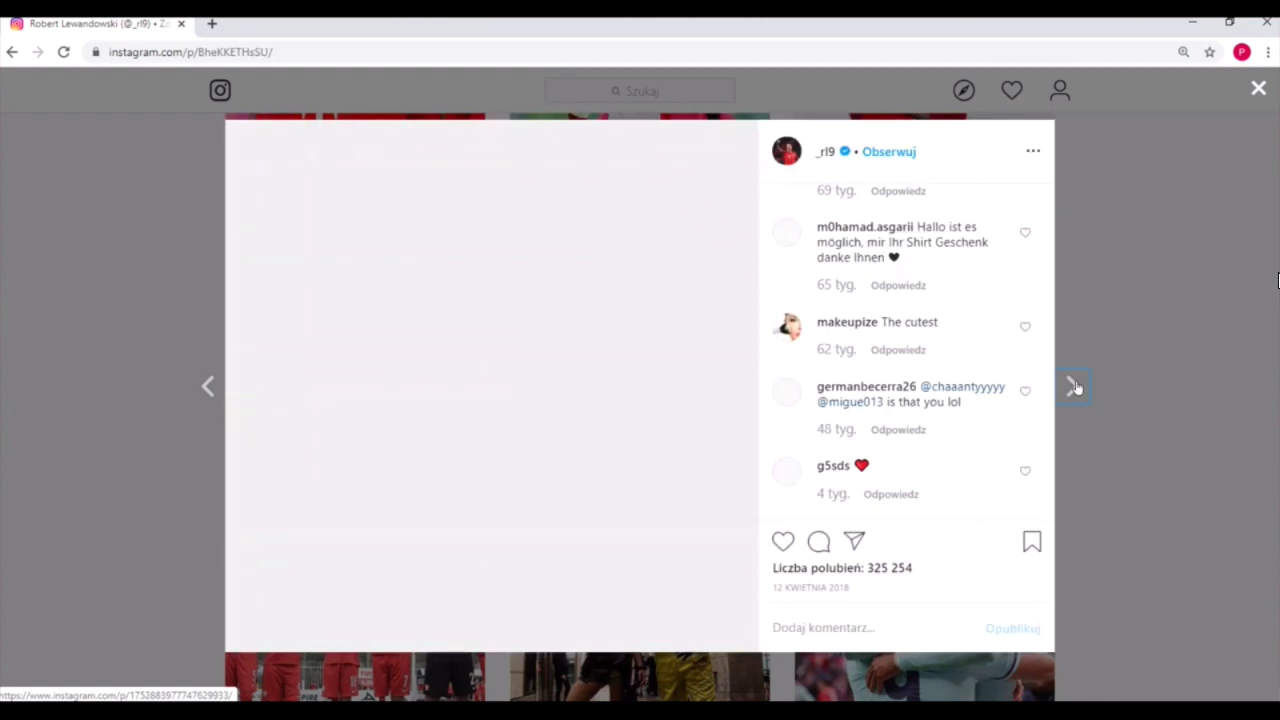 Robert Lewandowski (@_rl9) • Z
instagram.com/p/BheKKETHsSU/
P
Szukaj
_rl9 • Obserwuj
69 tyg. Odpowiedz
m0hamad.asgarii Hallo ist es
möglich, mir Ihr Shirt Geschenk
danke Ihnen 🖤
65 tyg. Odpowiedz
makeupize The cutest
62 tyg. Odpowiedz
germanbecerra26 @chaaantyyyyy
@migue013 is that you lol
48 tyg. Odpowiedz
g5sds ❤️
4 tyg. Odpowiedz
Liczba polubień: 325 254
12 KWIETNIA 2018
Dodaj komentarz... Opublikuj
https://www.instagram.com/p/1752883977747629933/